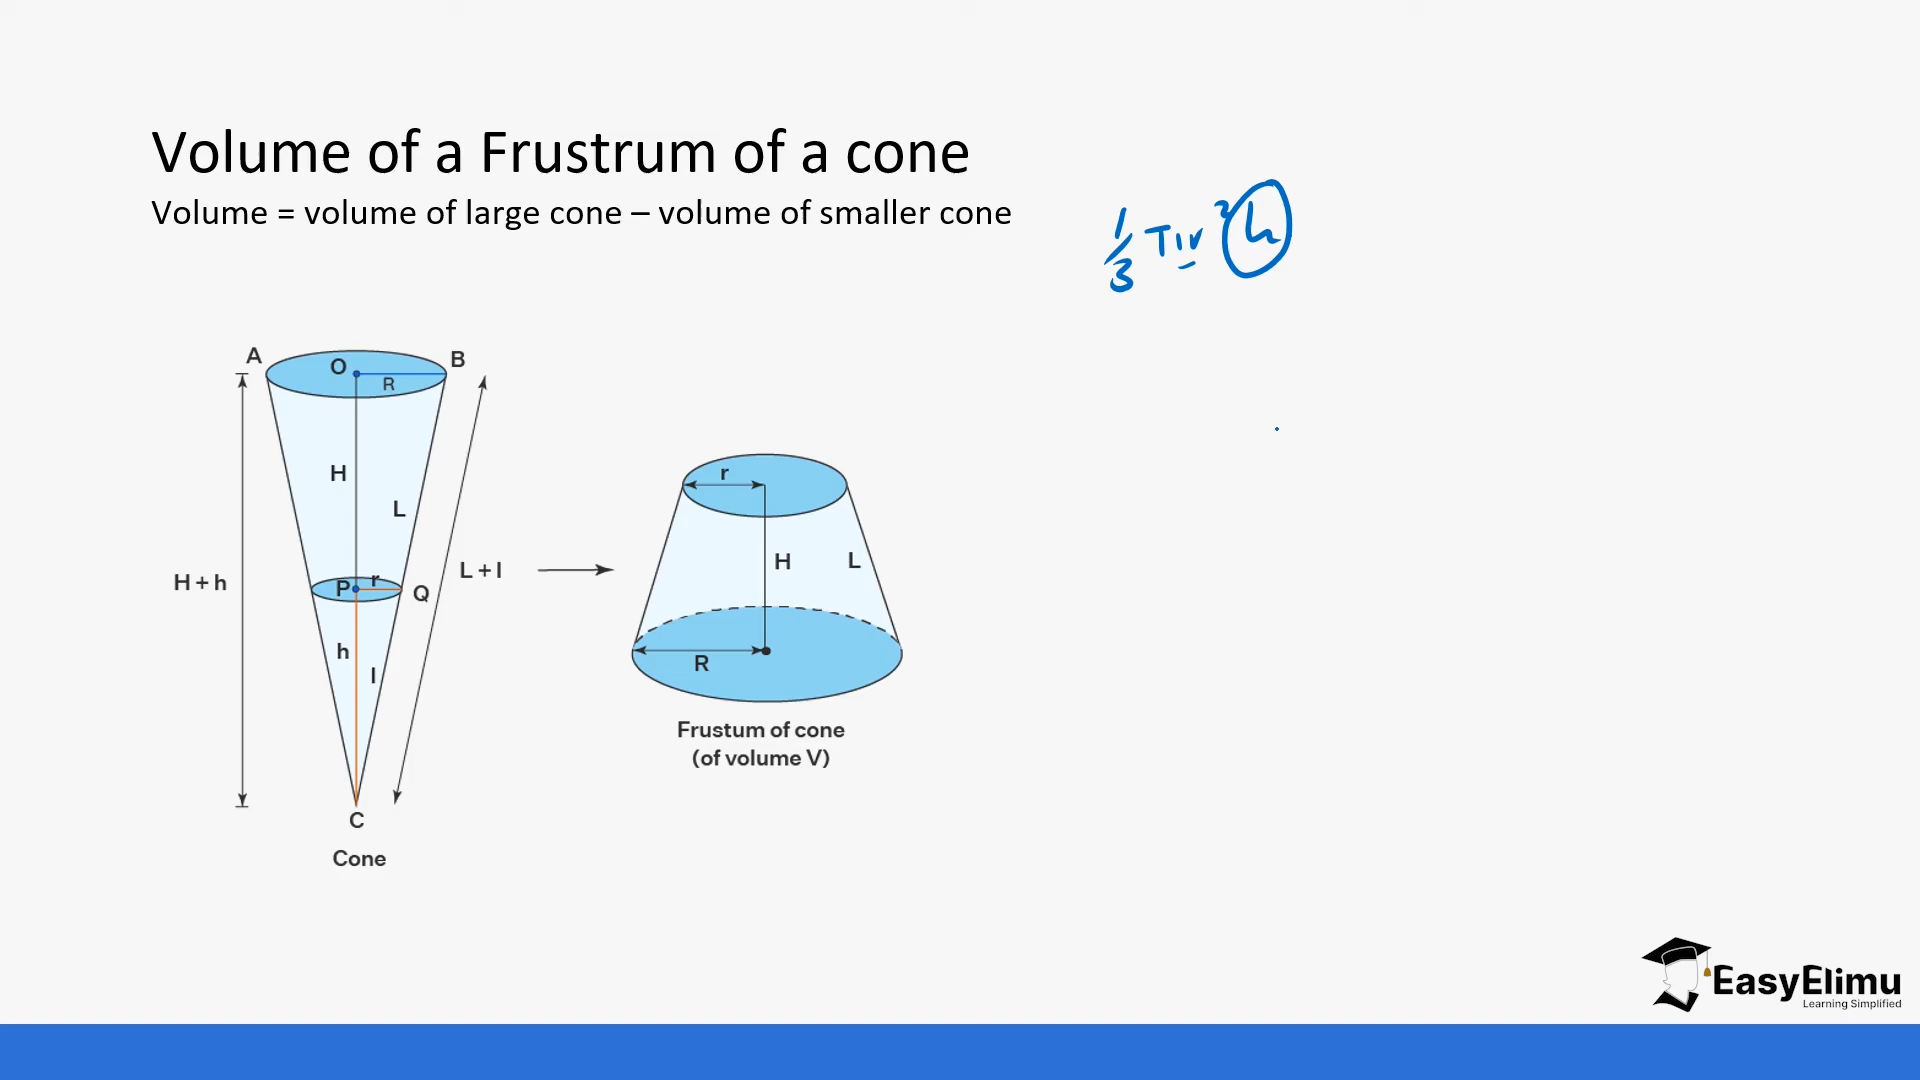 Volume of a Frustrum of a cone
Volume = volume of large cone – volume of smaller cone
1/3 πr²h
A
O
B
R
H
L
H + h
L + l
P
r
Q
h
l
C
Cone
r
H
L
R
Frustum of cone
(of volume V)
EasyElimu
Learning Simplified